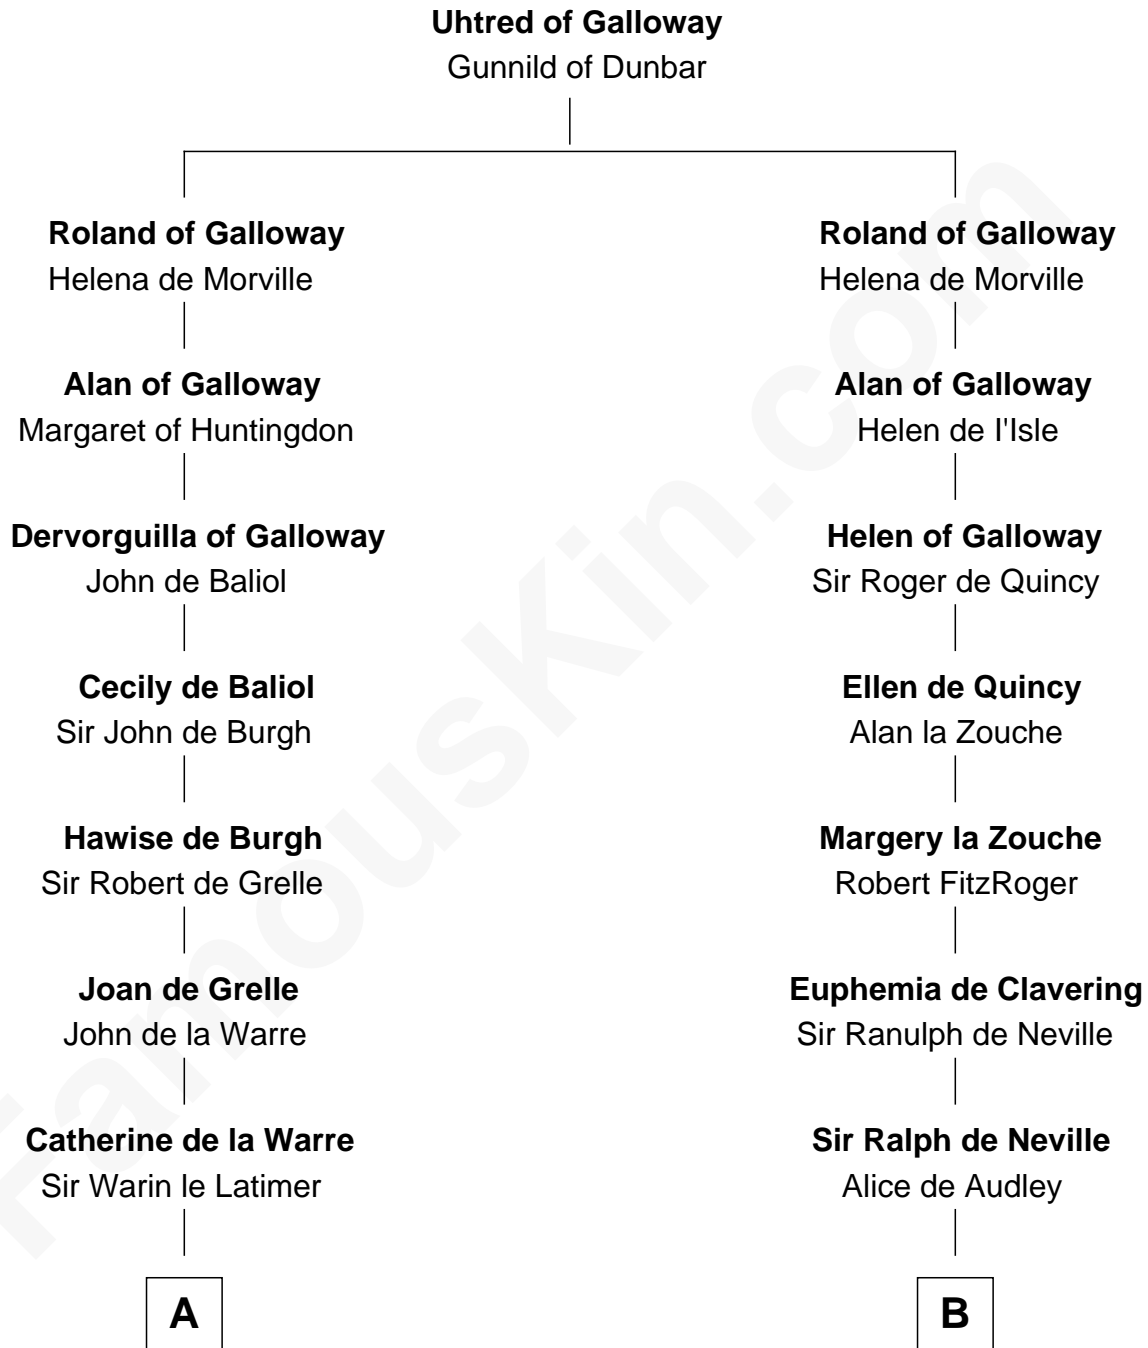 Uhtred of Galloway
Gunnild of Dunbar
Roland of Galloway
Helena de Morville
Alan of Galloway
Margaret of Huntingdon
Dervorguilla of Galloway
John de Baliol
Cecily de Baliol
Sir John de Burgh
Hawise de Burgh
Sir Robert de Grelle
Joan de Grelle
John de la Warre
Catherine de la Warre
Sir Warin le Latimer
A
Roland of Galloway
Helena de Morville
Alan of Galloway
Helen de I'Isle
Helen of Galloway
Sir Roger de Quincy
Ellen de Quincy
Alan la Zouche
Margery la Zouche
Robert FitzRoger
Euphemia de Clavering
Sir Ranulph de Neville
Sir Ralph de Neville
Alice de Audley
B
FamousKin.com